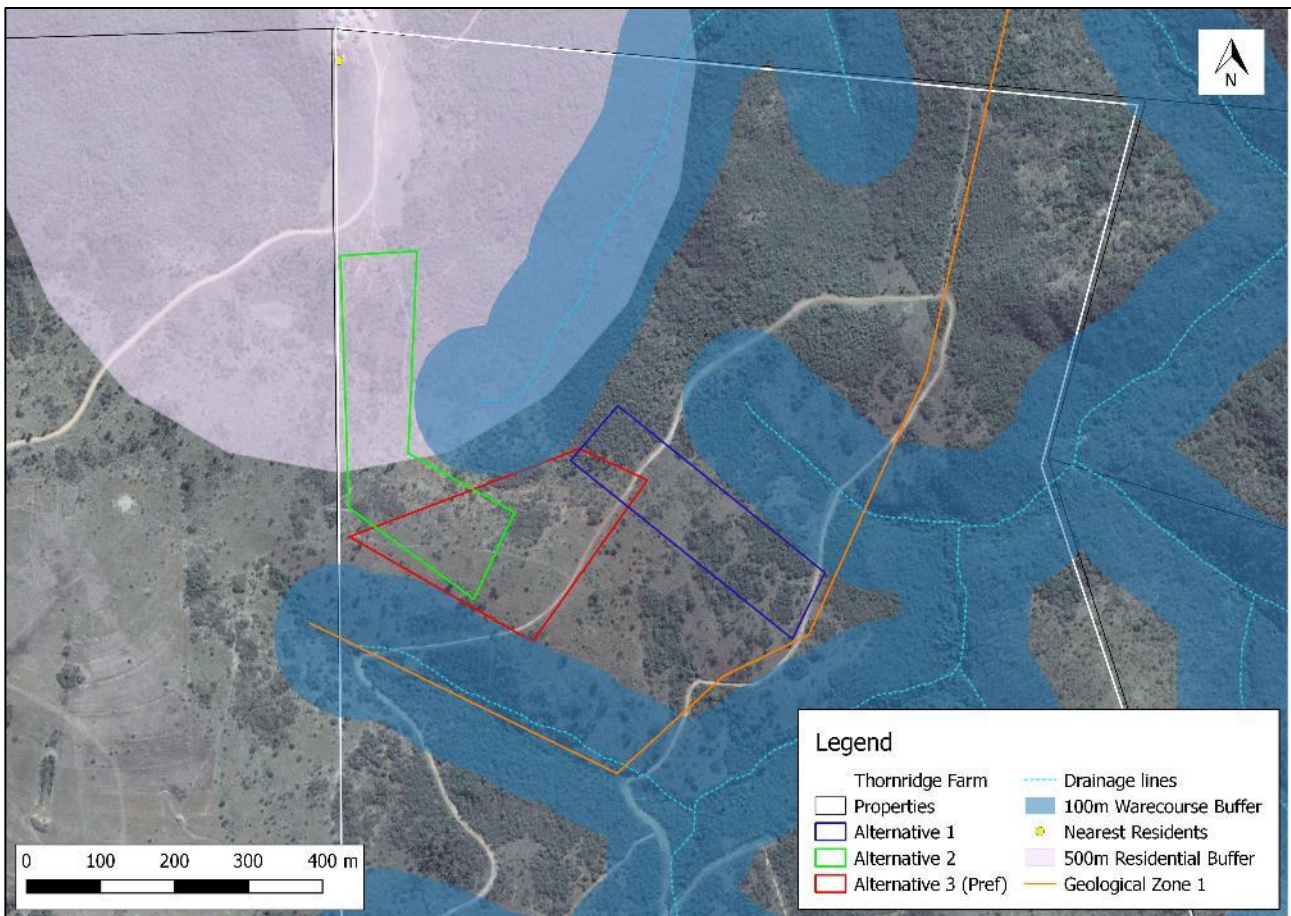 N
Legend
Thornridge Farm
Properties
Alternative 1
Alternative 2
Alternative 3 (Pref)
Drainage lines
100m Warecourse Buffer
Nearest Residents
500m Residential Buffer
Geological Zone 1
0 100 200 300 400 m